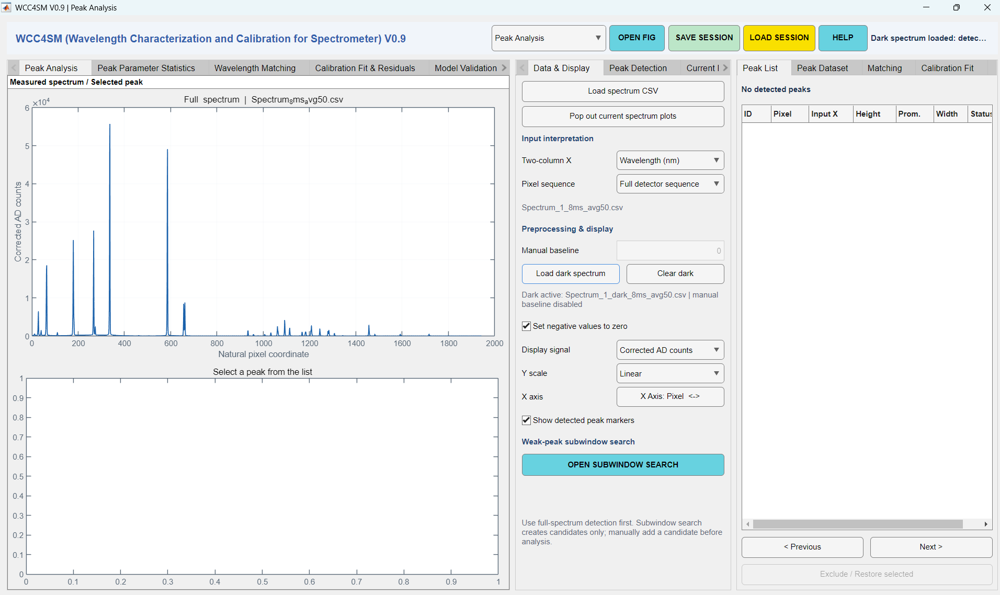 WCC4SM V0.9 | Peak Analysis
WCC4SM (Wavelength Characterization and Calibration for Spectrometer) V0.9
Peak Analysis
OPEN FIG
SAVE SESSION
LOAD SESSION
HELP
Dark spectrum loaded: detec...
Peak Analysis
Peak Parameter Statistics
Wavelength Matching
Calibration Fit & Residuals
Model Validation
Measured spectrum / Selected peak
Full spectrum | Spectrum₈ms₍a₎vg50.csv
×10⁴
6
5
4
3
2
1
0
Corrected AD counts
0 200 400 600 800 1000 1200 1400 1600 1800 2000
Natural pixel coordinate
Select a peak from the list
1
0.9
0.8
0.7
0.6
0.5
0.4
0.3
0.2
0.1
0
0 0.1 0.2 0.3 0.4 0.5 0.6 0.7 0.8 0.9 1
Data & Display
Peak Detection
Current
Load spectrum CSV
Pop out current spectrum plots
Input interpretation
Two-column X
Wavelength (nm)
Pixel sequence
Full detector sequence
Spectrum_1_8ms_avg50.csv
Preprocessing & display
Manual baseline
0
Load dark spectrum
Clear dark
Dark active: Spectrum_1_dark_8ms_avg50.csv | manual
baseline disabled
Set negative values to zero
Display signal
Corrected AD counts
Y scale
Linear
X axis
X Axis: Pixel <->
Show detected peak markers
Weak-peak subwindow search
OPEN SUBWINDOW SEARCH
Use full-spectrum detection first. Subwindow search
creates candidates only; manually add a candidate before
analysis.
Peak List
Peak Dataset
Matching
Calibration Fit
No detected peaks
ID Pixel Input X Height Prom. Width Status
< Previous
Next >
Exclude / Restore selected